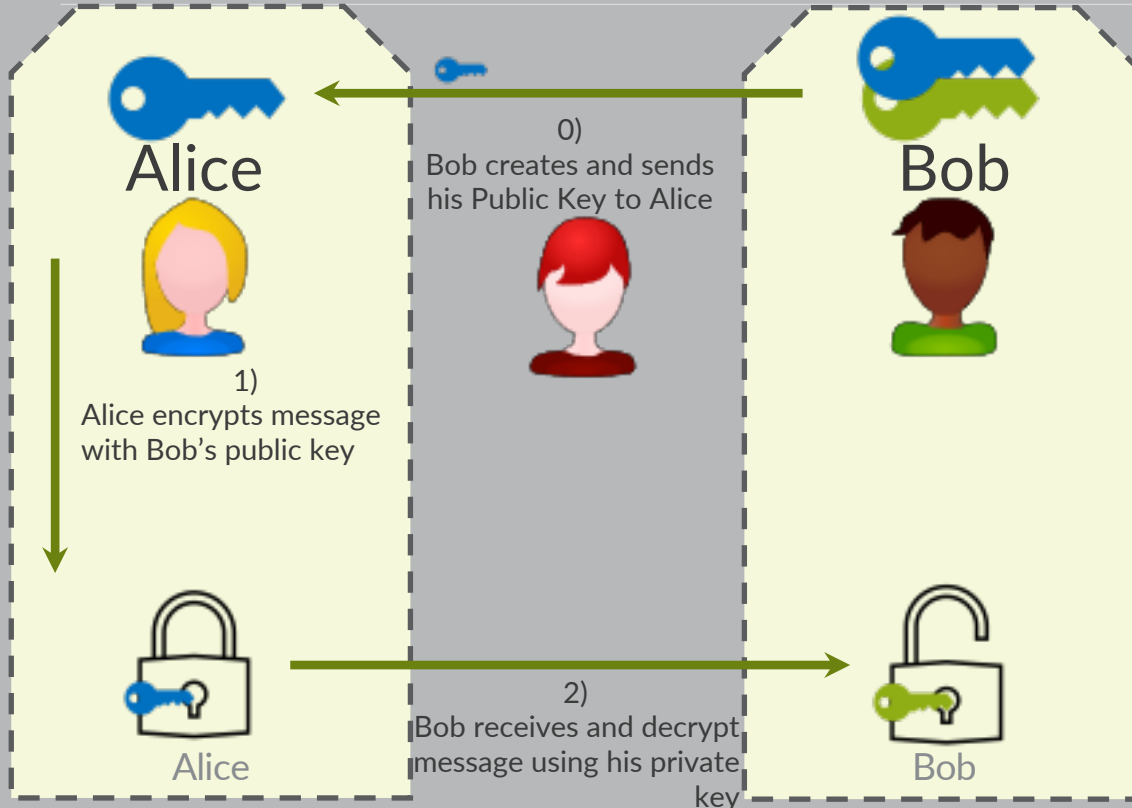 Alice
0)
Bob creates and sends
his Public Key to Alice
Bob
1)
Alice encrypts message
with Bob’s public key
2)
Bob receives and decrypt
message using his private
key
Alice
Bob